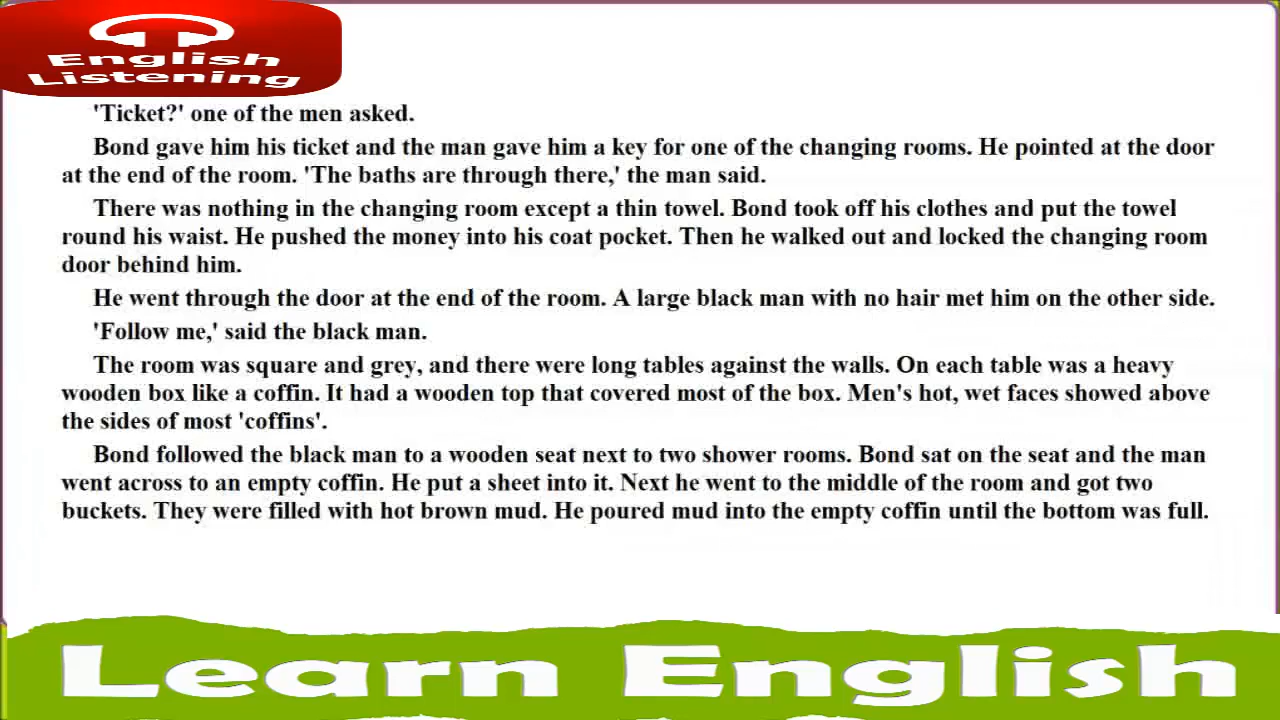 English
Listening
'Ticket?' one of the men asked.
Bond gave him his ticket and the man gave him a key for one of the changing rooms. He pointed at the door
at the end of the room. 'The baths are through there,' the man said.
There was nothing in the changing room except a thin towel. Bond took off his clothes and put the towel
round his waist. He pushed the money into his coat pocket. Then he walked out and locked the changing room
door behind him.
He went through the door at the end of the room. A large black man with no hair met him on the other side.
'Follow me,' said the black man.
The room was square and grey, and there were long tables against the walls. On each table was a heavy
wooden box like a coffin. It had a wooden top that covered most of the box. Men's hot, wet faces showed above
the sides of most 'coffins'.
Bond followed the black man to a wooden seat next to two shower rooms. Bond sat on the seat and the man
went across to an empty coffin. He put a sheet into it. Next he went to the middle of the room and got two
buckets. They were filled with hot brown mud. He poured mud into the empty coffin until the bottom was full.
Learn English